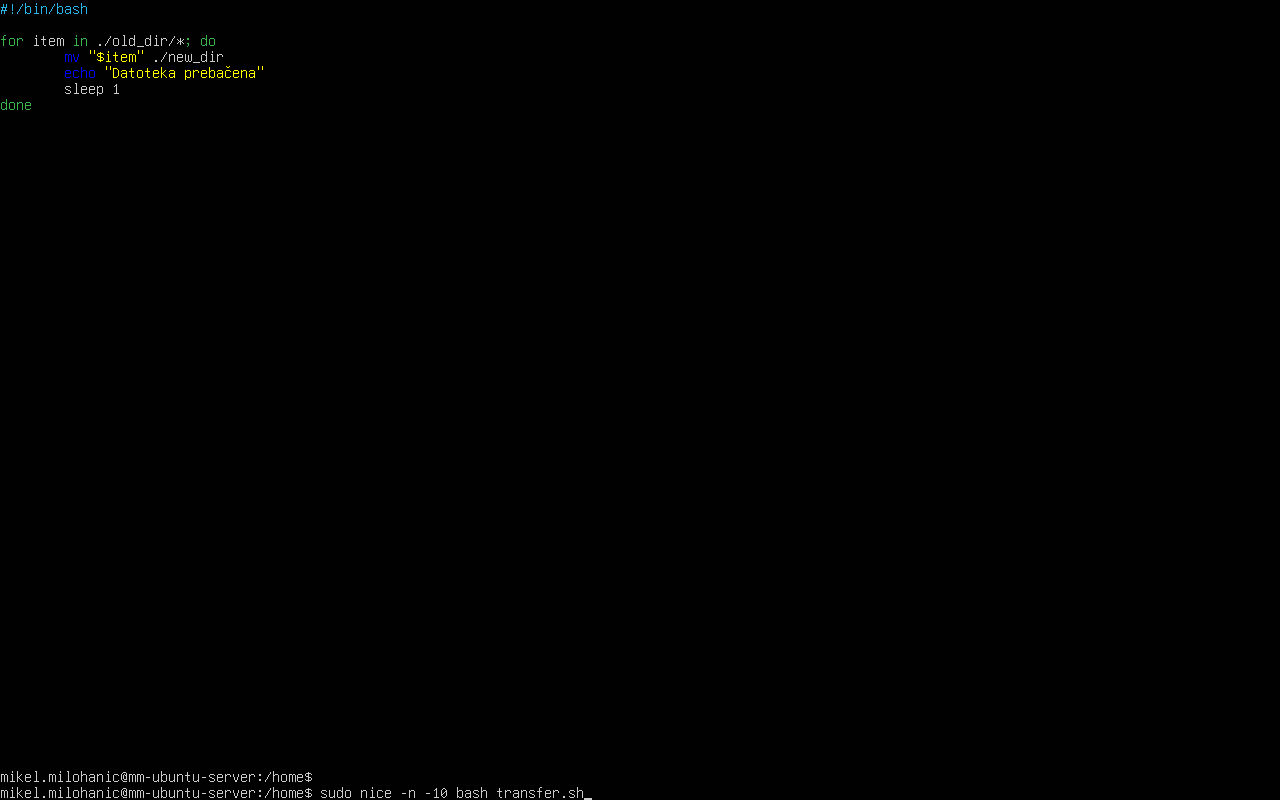 #!/bin/bash
for item in ./old_dir/*; do
mv "$item" ./new_dir
echo "Datoteka prebačena"
sleep 1
done
mikel.milohanic@mm-ubuntu-server:/home$
mikel.milohanic@mm-ubuntu-server:/home$ sudo nice -n -10 bash transfer.sh